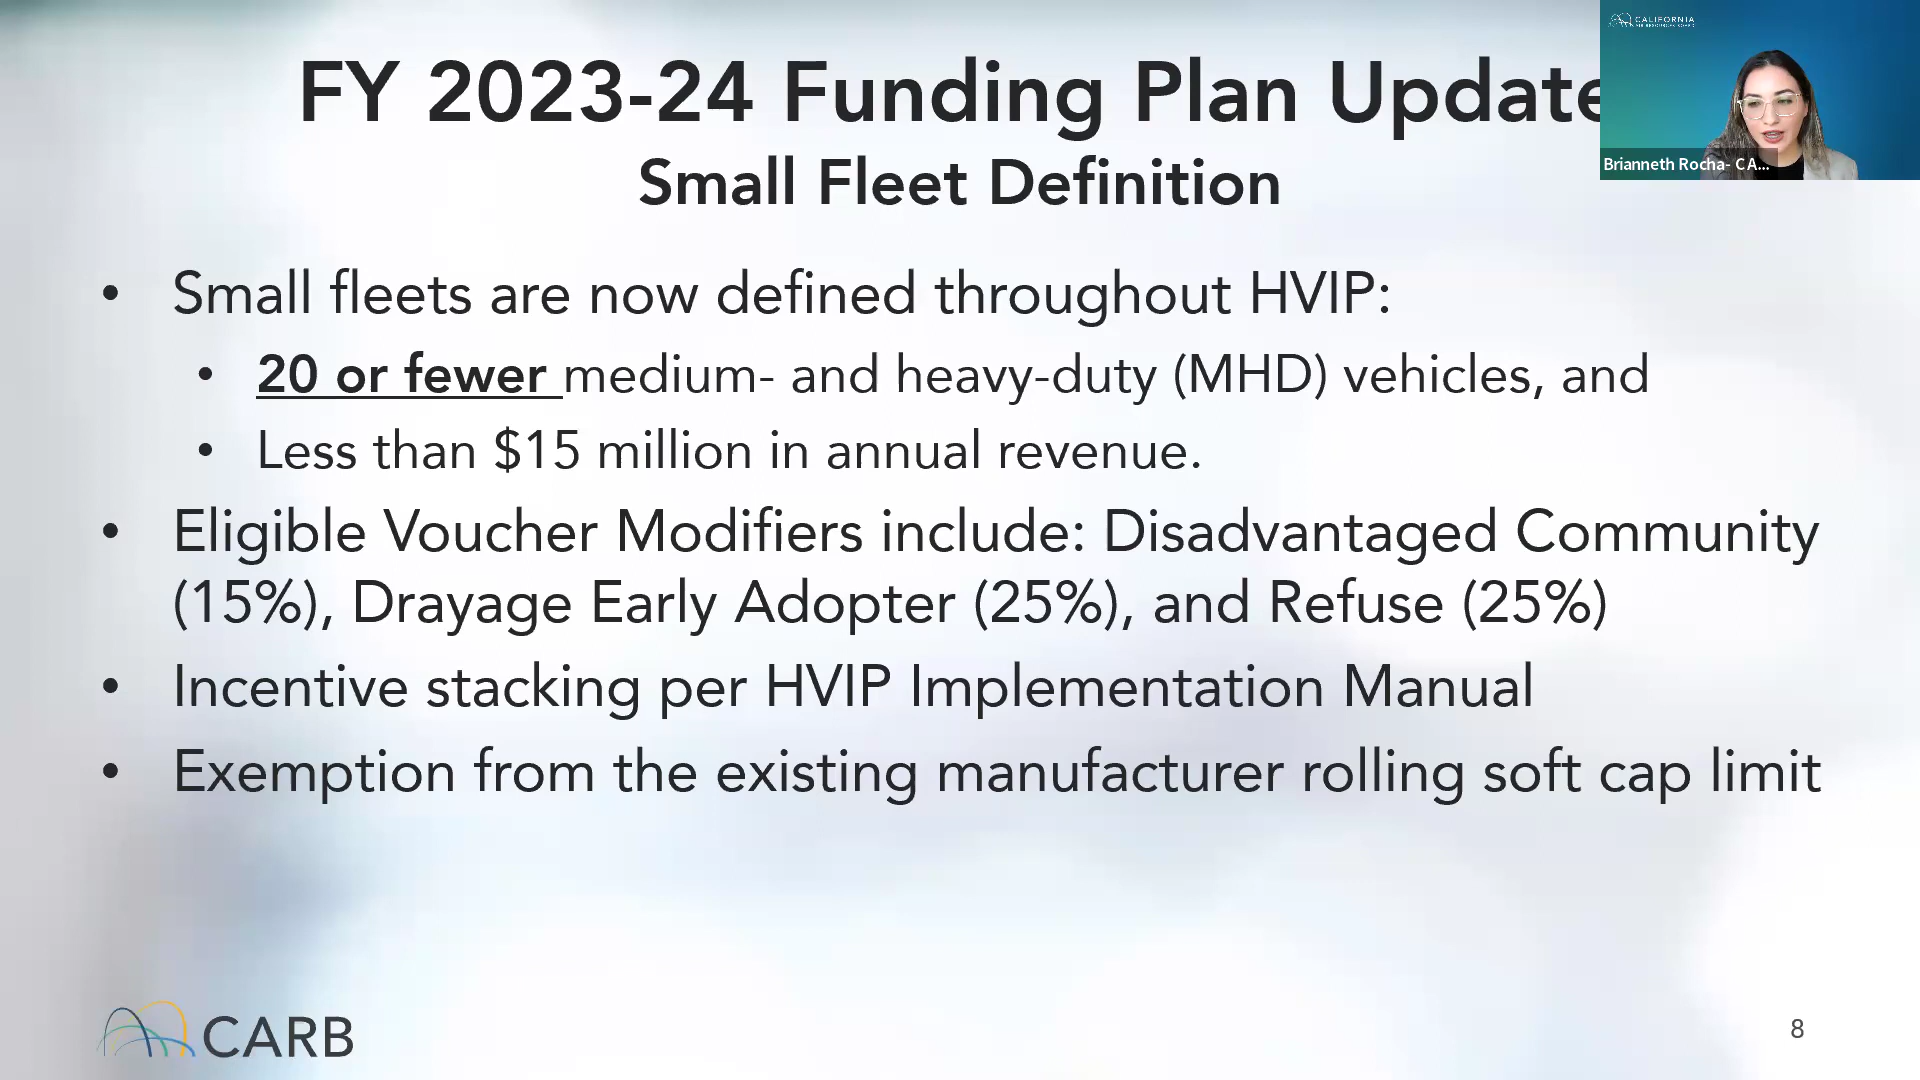 CALIFORNIA
AIR RESOURCES BOARD
FY 2023-24 Funding Plan Update
Small Fleet Definition
Brianneth Rocha- CA...
• Small fleets are now defined throughout HVIP:
• 20 or fewer medium- and heavy-duty (MHD) vehicles, and
• Less than $15 million in annual revenue.
• Eligible Voucher Modifiers include: Disadvantaged Community
(15%), Drayage Early Adopter (25%), and Refuse (25%)
• Incentive stacking per HVIP Implementation Manual
• Exemption from the existing manufacturer rolling soft cap limit
CARB
8